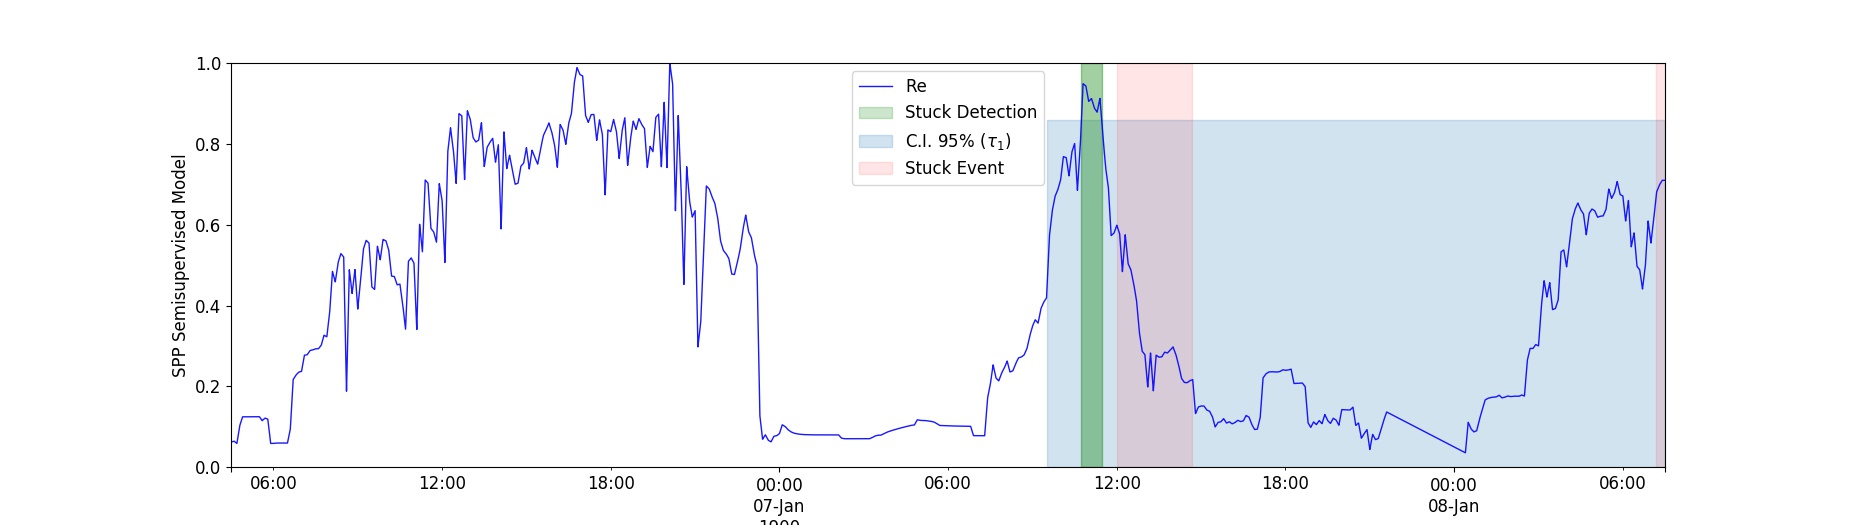 SPP Semisupervised Model
1.0
0.8
0.6
0.4
0.2
0.0
Re
Stuck Detection
C.I. 95% (τ₁)
Stuck Event
06:00 12:00 18:00 00:00 06:00 12:00 18:00 00:00 06:00
07-Jan 08-Jan
1900